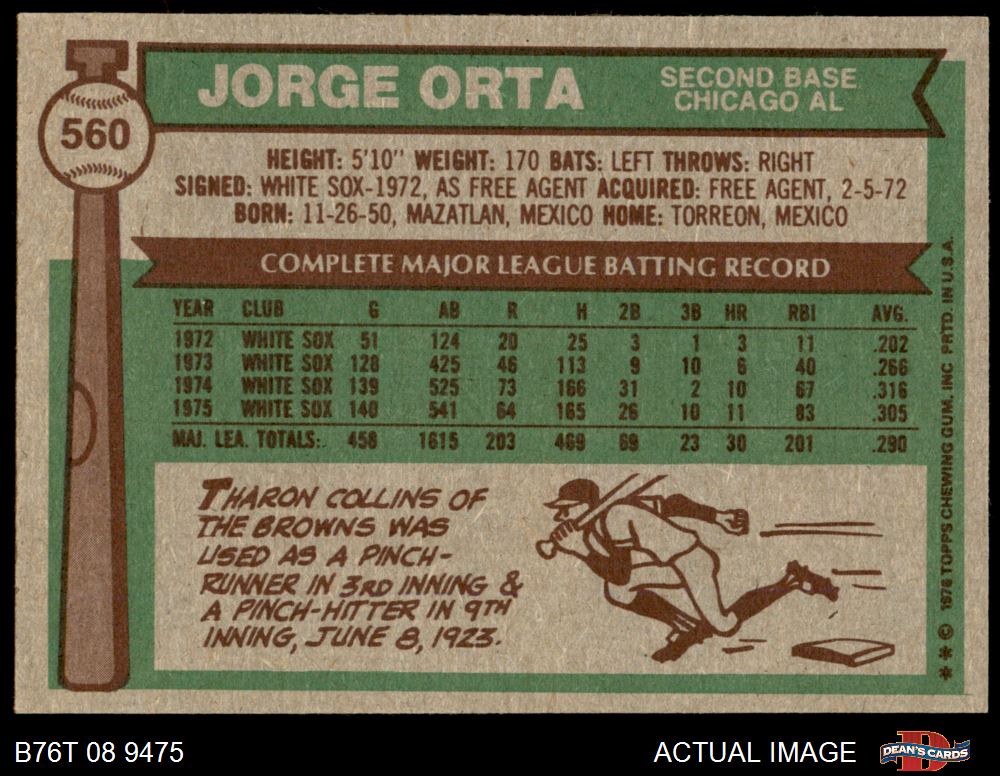 JORGE ORTA
SECOND BASE
CHICAGO AL
560
HEIGHT: 5'10" WEIGHT: 170 BATS: LEFT THROWS: RIGHT
SIGNED: WHITE SOX-1972, AS FREE AGENT ACQUIRED: FREE AGENT, 2-5-72
BORN: 11-26-50, MAZATLAN, MEXICO HOME: TORREON, MEXICO
COMPLETE MAJOR LEAGUE BATTING RECORD
YEAR CLUB G AB R H 2B 3B HR RBI AVG.
1972 WHITE SOX 51 124 20 25 3 1 3 11 .202
1973 WHITE SOX 128 425 46 113 9 10 6 40 .266
1974 WHITE SOX 139 525 73 166 31 2 10 67 .316
1975 WHITE SOX 140 541 64 165 26 10 11 83 .305
MAJ. LEA. TOTALS: 458 1615 203 469 69 23 30 201 .290
THARON COLLINS OF
THE BROWNS WAS
USED AS A PINCH-
RUNNER IN 3RD INNING &
A PINCH-HITTER IN 9TH
INNING, JUNE 8, 1923.
* * © 1976 TOPPS CHEWING GUM, INC PRTD. IN U.S.A.
B76T 08 9475
ACTUAL IMAGE
D
DEAN'S CARDS